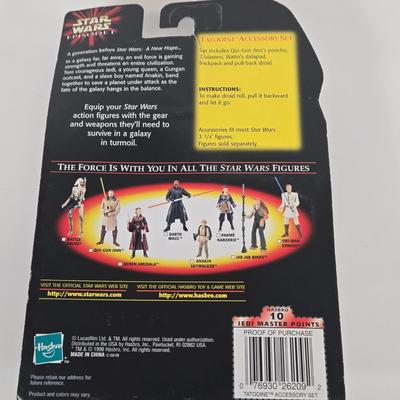 STAR WARS
EPISODE I
A generation before Star Wars: A New Hope...
In a galaxy far, far away, an evil force is gaining
strength and threatens an entire civilization.
Two courageous Jedi, a young queen, a Gungan
outcast, and a slave boy named Anakin, band
together to save a planet under attack as the
fate of the galaxy hangs in the balance.
Equip your Star Wars
action figures with the gear
and weapons they'll need to
survive in a galaxy
in turmoil.
TATOOINE ACCESSORY SET
Set includes Qui-Gon Jinn's poncho,
2 blasters, Watto's datapad,
backpack and pull-back droid.
INSTRUCTIONS:
To make droid roll, pull it backward
and let it go.
Accessories fit most Star Wars
3 3/4" figures.
Figures sold separately.
THE FORCE IS WITH YOU IN ALL THE STAR WARS FIGURES
BATTLE DROID
QUI-GON JINN
QUEEN AMIDALA
DARTH MAUL
ANAKIN SKYWALKER
PADMÉ NABERRIE
JAR JAR BINKS
OBI-WAN KENOBI
VISIT THE OFFICIAL STAR WARS WEB SITE
http://www.starwars.com
VISIT THE OFFICIAL HASBRO TOY & GAME WEB SITE
http://www.hasbro.com
HASBRO
10
JEDI MASTER POINTS
PROOF OF PURCHASE
0 76930 26209 2
TATOOINE™ ACCESSORY SET
Hasbro
© Lucasfilm Ltd. & TM. All rights reserved. Used under authorization.
Distributed in the USA by Hasbro, Inc., Pawtucket, RI 02862 USA.
* TM & © 1998 Hasbro, Inc. All Rights Reserved.
MADE IN CHINA C-001B
Please retain this address for
future reference.
Product and colors may vary.